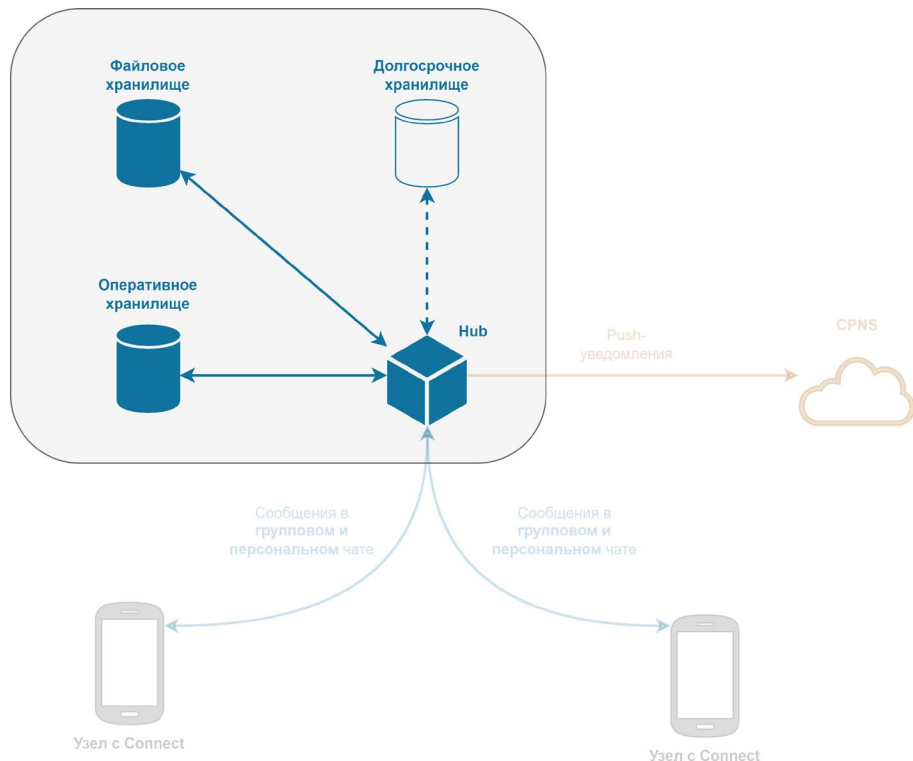 Файловое
хранилище
Долгосрочное
хранилище
Оперативное
хранилище
Hub
Push-
уведомления
CPNS
Сообщения в
групповом и
персональном чате
Сообщения в
групповом и
персональном чате
Узел с Connect
Узел с Connect